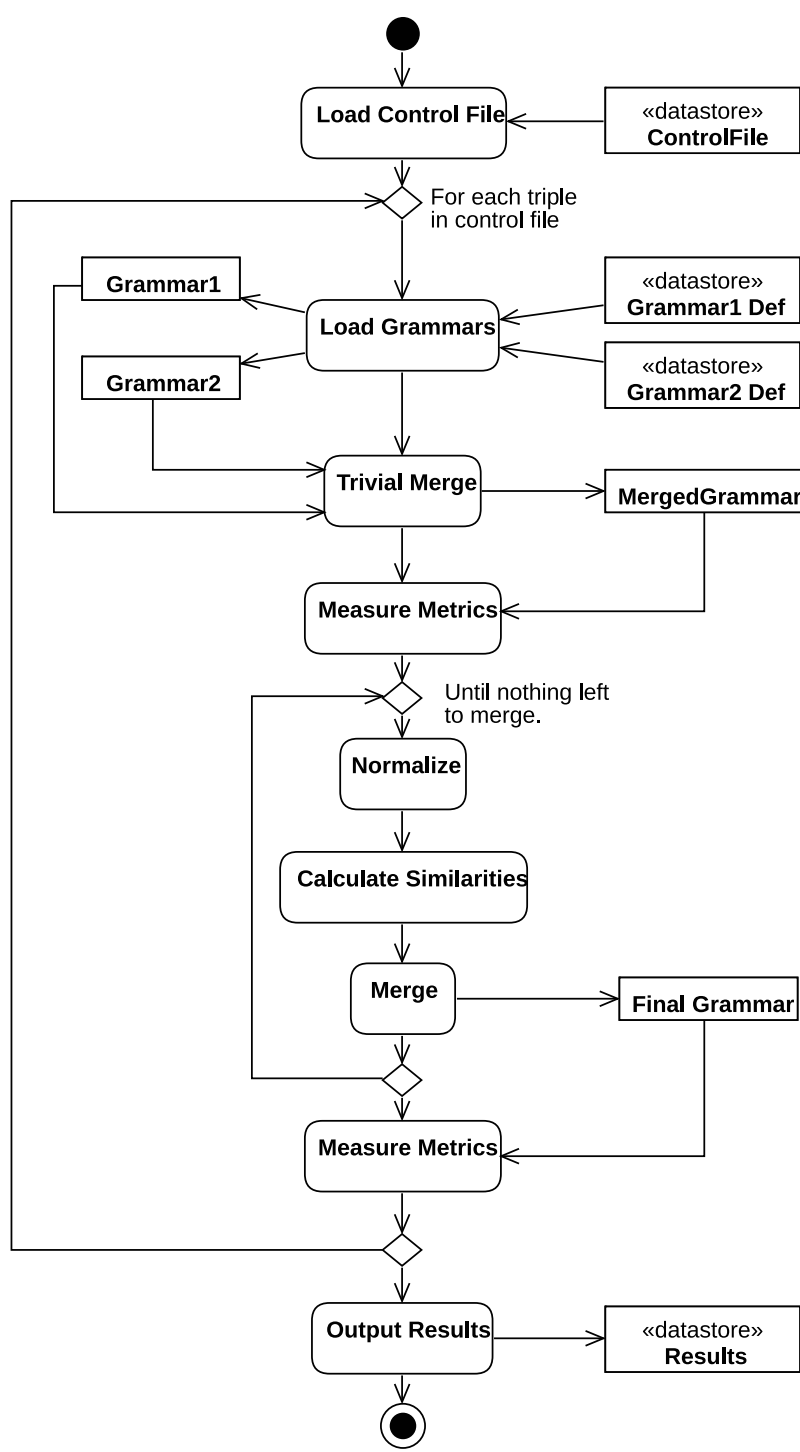 Load Control File
«datastore»
ControlFile
For each triple
in control file
Grammar1
«datastore»
Grammar1 Def
Load Grammars
«datastore»
Grammar2 Def
Grammar2
Trivial Merge
MergedGrammar
Measure Metrics
Until nothing left
to merge.
Normalize
Calculate Similarities
Merge
Final Grammar
Measure Metrics
Output Results
«datastore»
Results